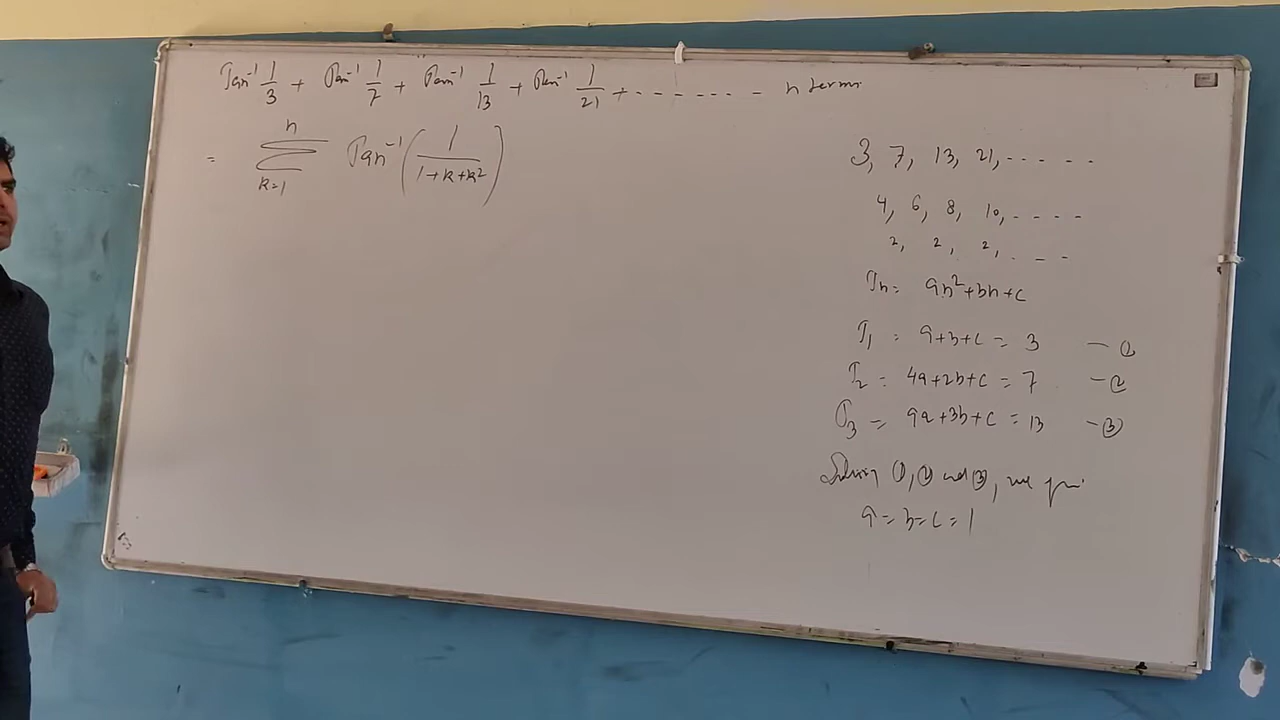 Tan⁻¹ 1/3 + Tan⁻¹ 1/7 + Tan⁻¹ 1/13 + Tan⁻¹ 1/21 + - - - - - - - n terms
= n Σ k=1 Tan⁻¹ (1/(1+k+k²))
3, 7, 13, 21, - - - - -
4, 6, 8, 10, - - - -
2, 2, 2, - - -
Tn = an²+bn+c
T₁ = a+b+c = 3 — ①
T₂ = 4a+2b+c = 7 — ②
T₃ = 9a+3b+c = 13 — ③
Solving ①, ② and ③, we
a = b = c = 1